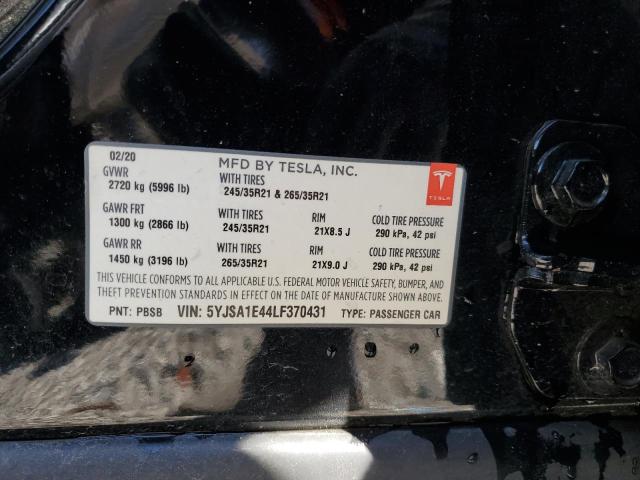 02/20
MFD BY TESLA, INC.
GVWR WITH TIRES
2720 kg (5996 lb) 245/35R21 & 265/35R21
TESLA
GAWR FRT WITH TIRES RIM COLD TIRE PRESSURE
1300 kg (2866 lb) 245/35R21 21X8.5 J 290 kPa, 42 psi
GAWR RR WITH TIRES RIM COLD TIRE PRESSURE
1450 kg (3196 lb) 265/35R21 21X9.0 J 290 kPa, 42 psi
THIS VEHICLE CONFORMS TO ALL APPLICABLE U.S. FEDERAL MOTOR VEHICLE SAFETY, BUMPER, AND
THEFT PREVENTION STANDARDS IN EFFECT ON THE DATE OF MANUFACTURE SHOWN ABOVE.
PNT: PBSB VIN: 5YJSA1E44LF370431 TYPE: PASSENGER CAR